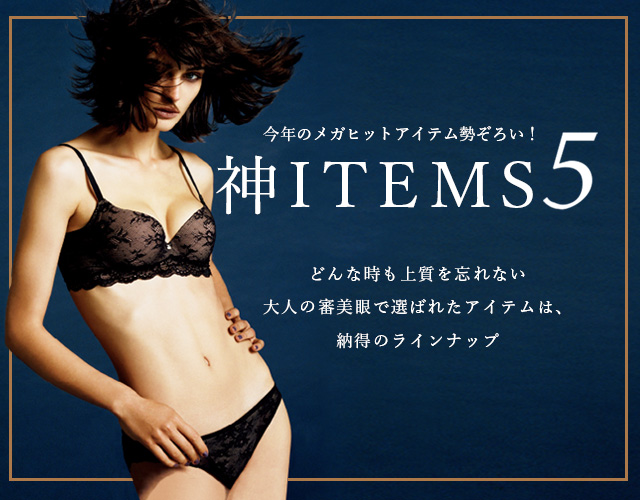 今年のメガヒットアイテム勢ぞろい！
神ITEMS5
どんな時も上質を忘れない
大人の審美眼で選ばれたアイテムは、
納得のラインナップ